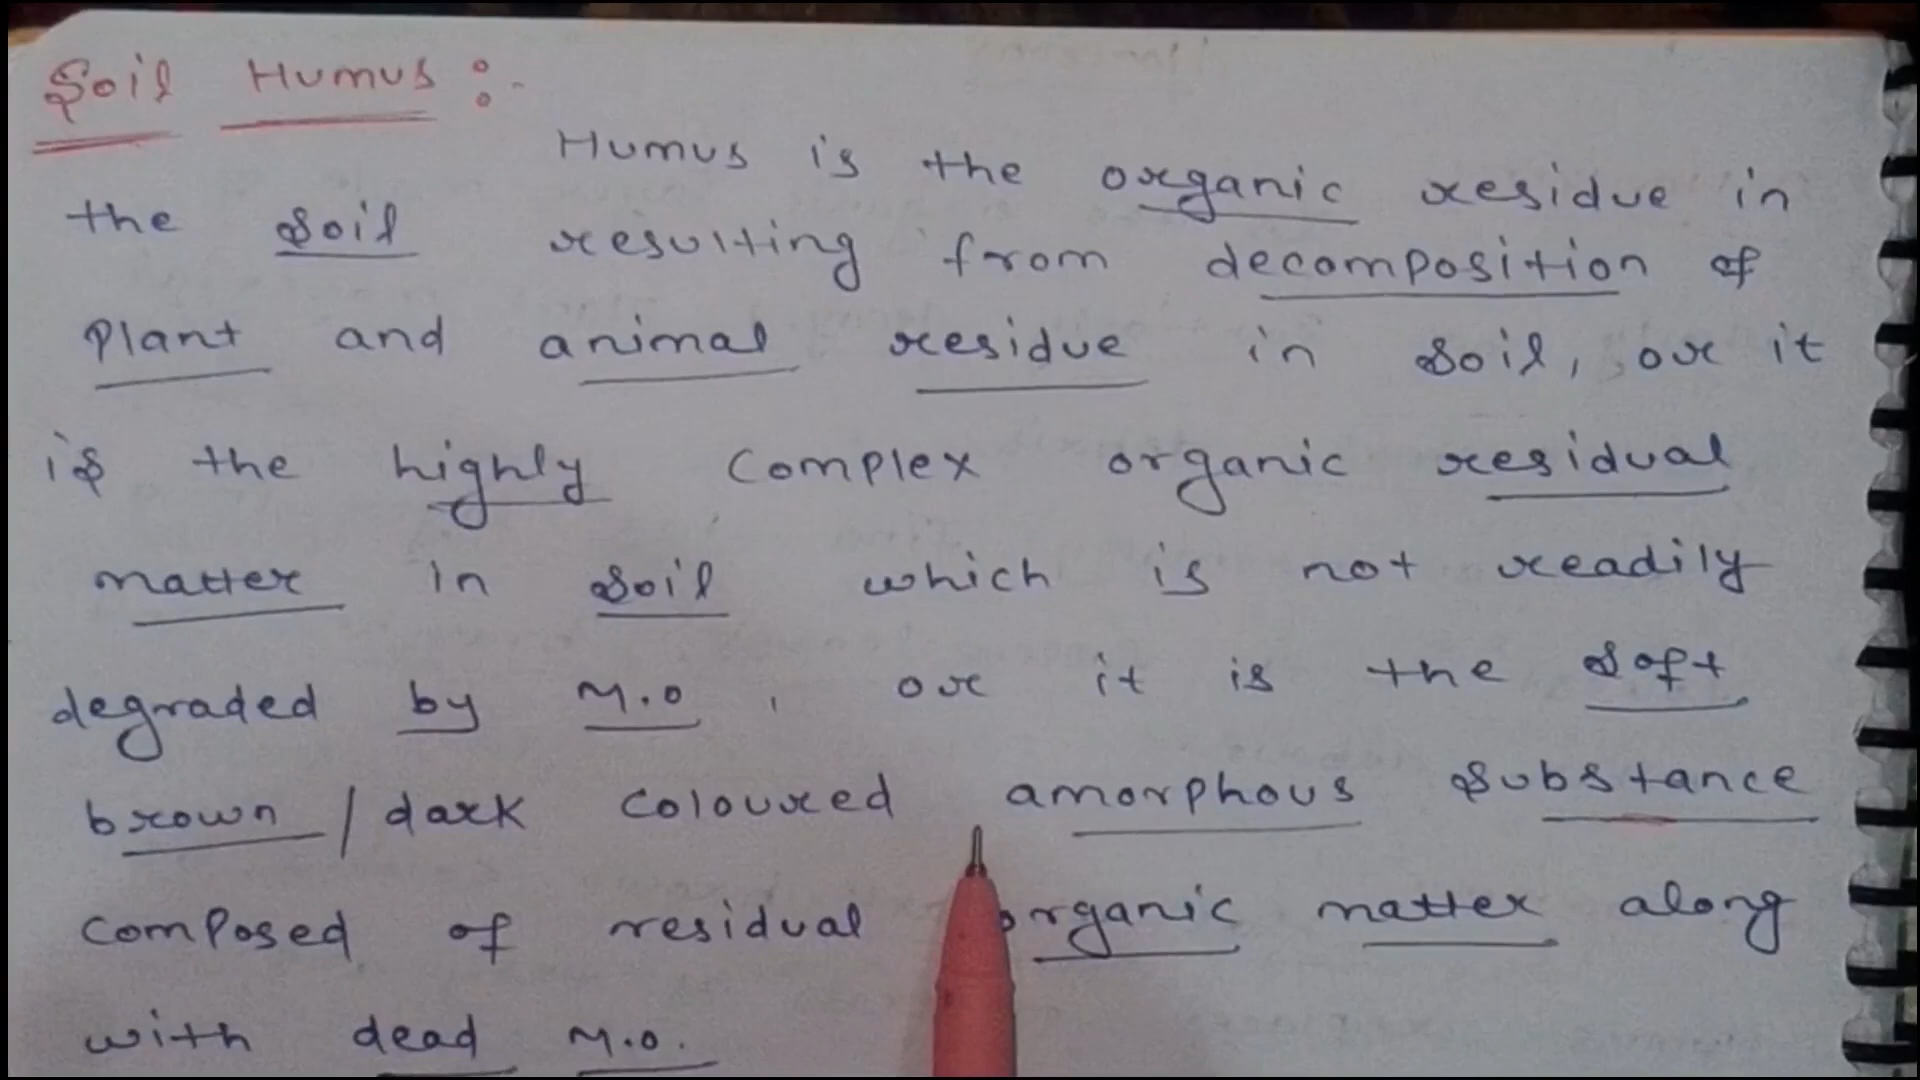 Soil Humus :-
Humus is the organic residue in
the soil resulting from decomposition of
Plant and animal residue in soil, or it
is the highly complex organic residual
matter in soil which is not readily
degraded by M.O, or it is the soft
brown / dark coloured amorphous substance
composed of residual organic matter along
with dead M.O.